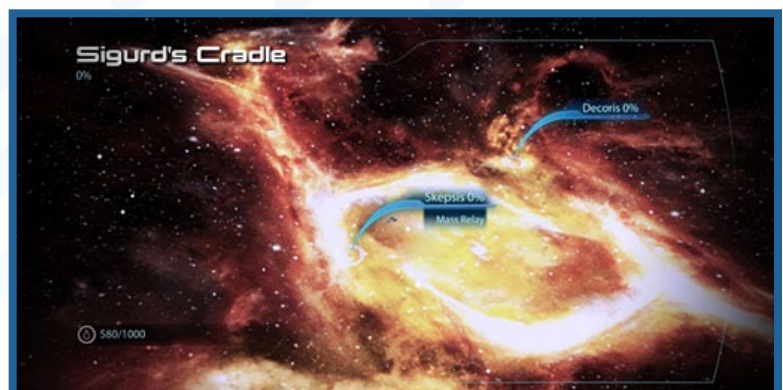 Sigurd's Cradle
0%
Decoris 0%
Skepsis 0%
Mass Relay
580/1000